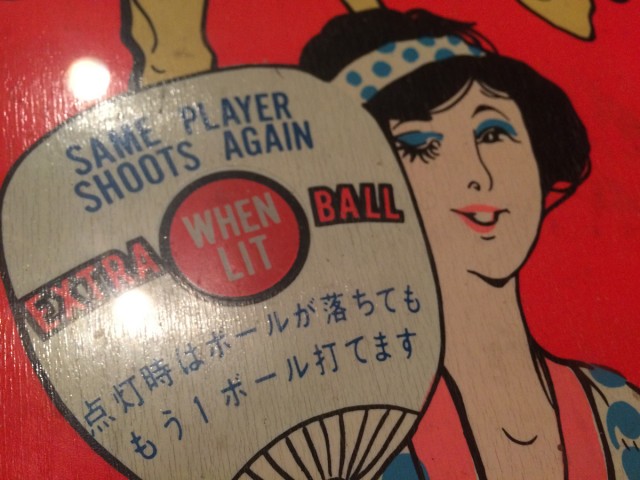 SAME PLAYER
SHOOTS AGAIN
EXTRA WHEN LIT BALL
点灯時はボールが落ちても
もう1ボール打てます